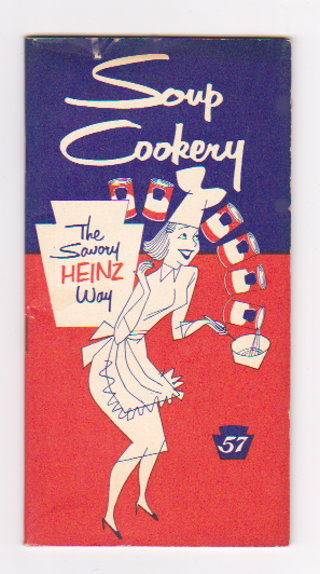 Soup
Cookery
The
Savory
HEINZ
Way
57